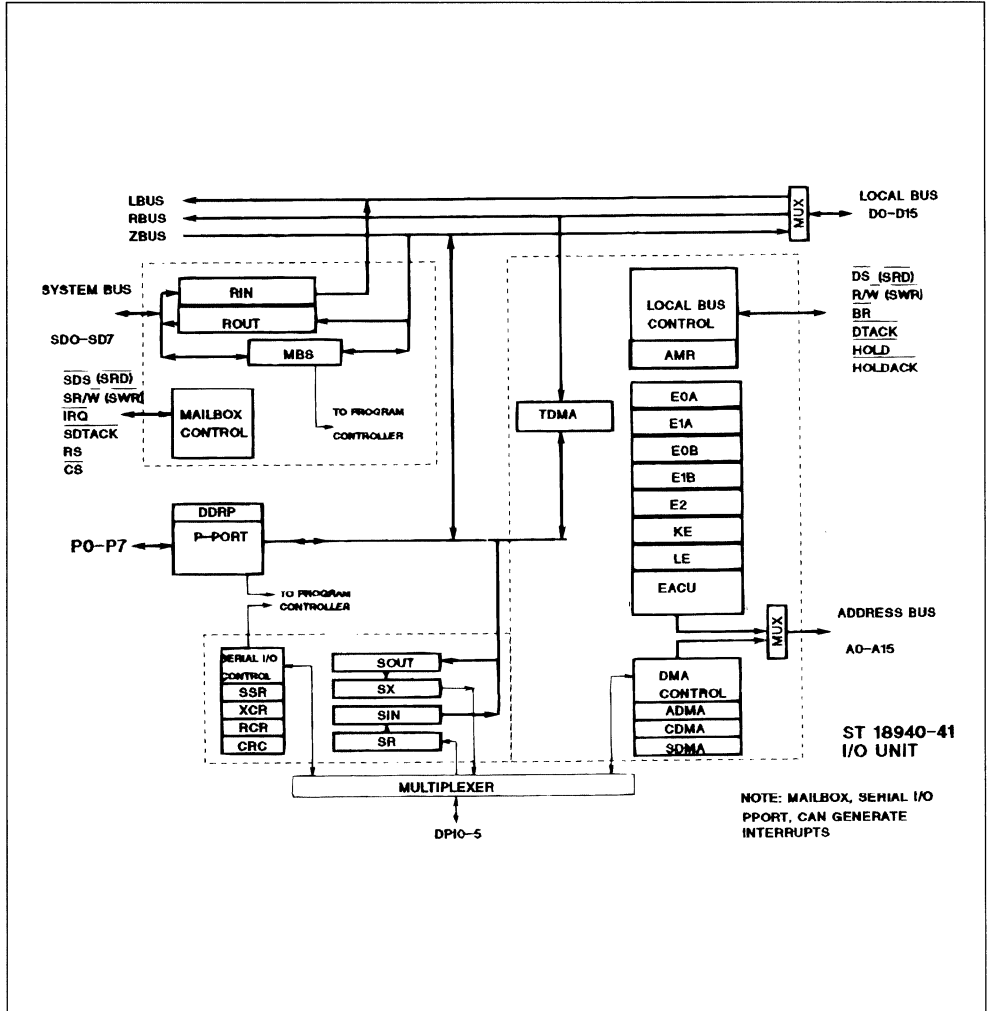 LBUS
RBUS
ZBUS
MUX
LOCAL BUS
D0-D15
SYSTEM BUS
SD0-SD7
RIN
ROUT
MBS
SDS (SRD)
SR/W (SWR)
IRQ
SDTACK
RS
CS
MAILBOX
CONTROL
TO PROGRAM
CONTROLLER
TDMA
LOCAL BUS
CONTROL
AMR
DS (SRD)
R/W (SWR)
BR
DTACK
HOLD
HOLDACK
E0A
E1A
E0B
E1B
E2
KE
LE
EACU
DDRP
P-PORT
P0-P7
TO PROGRAM
CONTROLLER
MUX
ADDRESS BUS
A0-A15
SERIAL I/O
CONTROL
SSR
XCR
RCR
CRC
SOUT
SX
SIN
SR
DMA
CONTROL
ADMA
CDMA
SDMA
ST 18940-41
I/O UNIT
MULTIPLEXER
DPI0-5
NOTE: MAILBOX, SERIAL I/O
PPORT, CAN GENERATE
INTERRUPTS